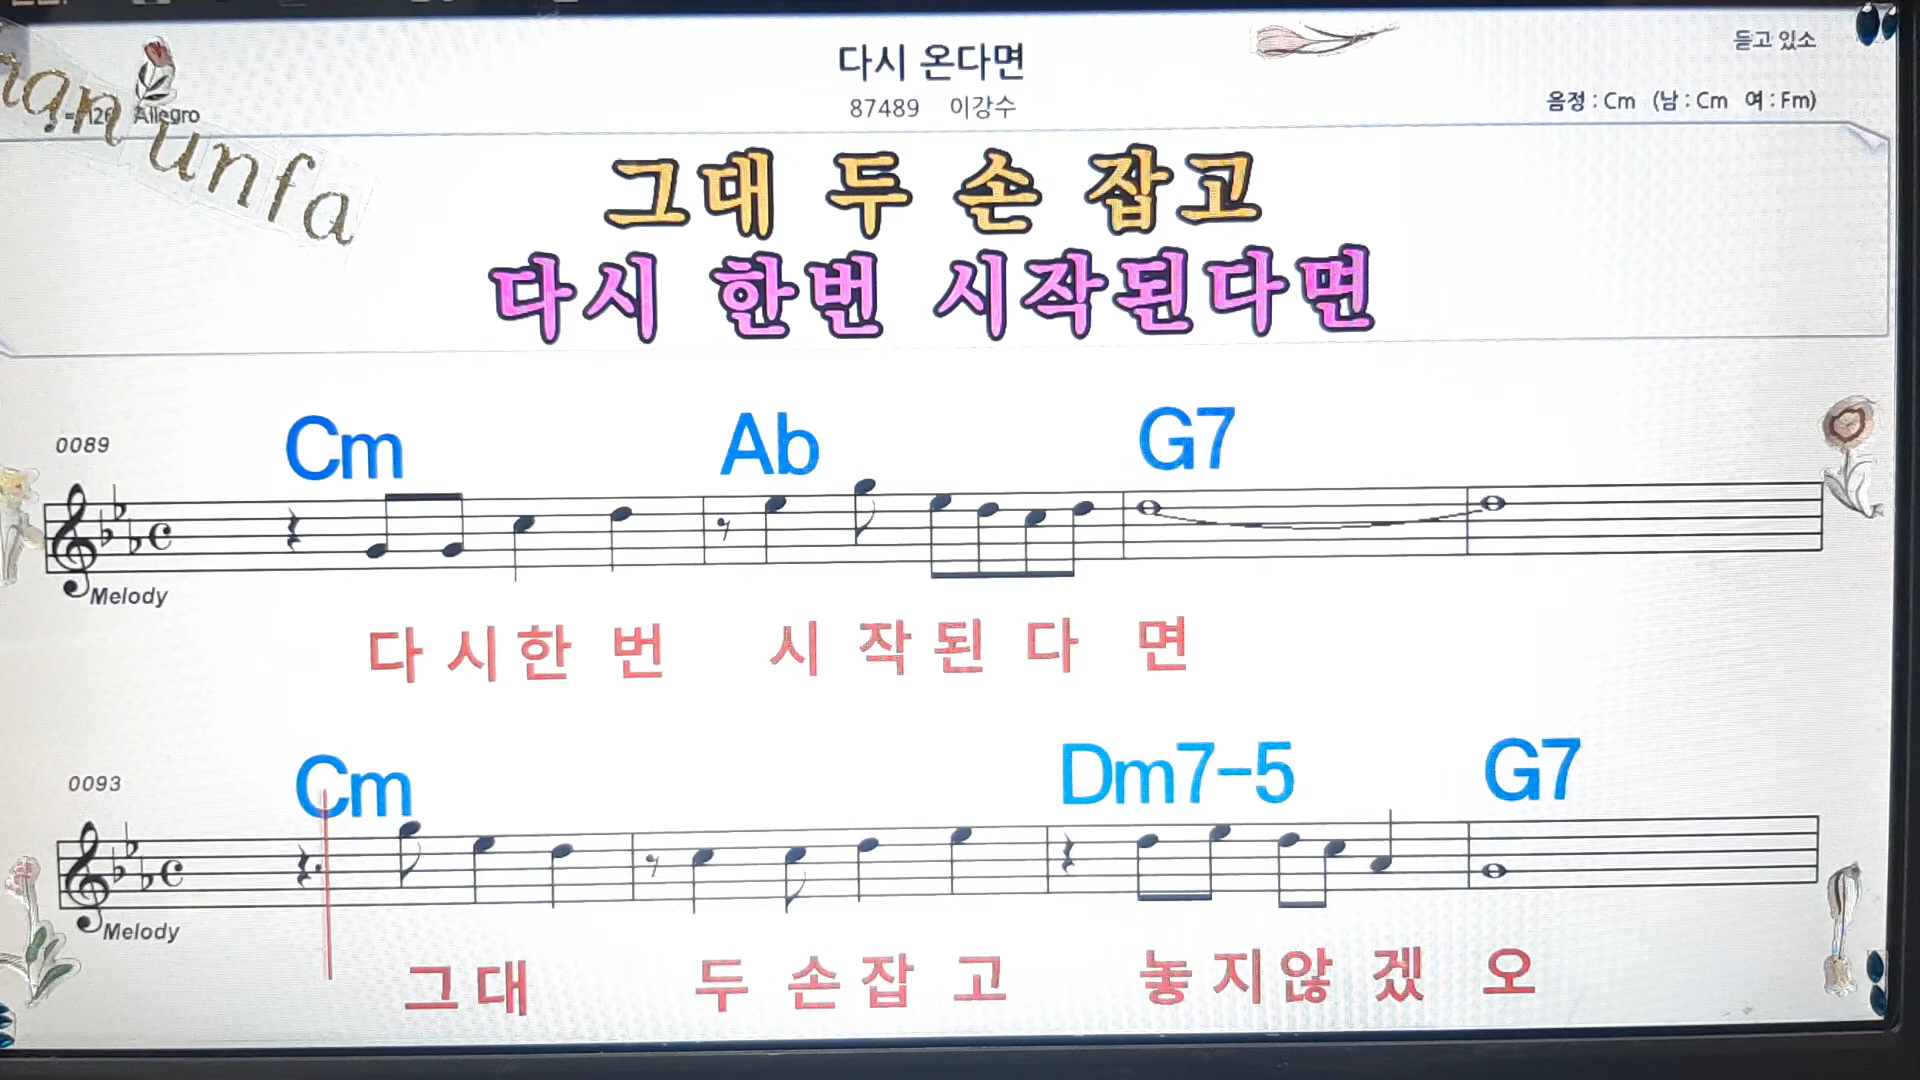 듣고 있소
다시 온다면
87489 이강수
음정 : Cm (남 : Cm 여 : Fm)
Allegro
unfa
그대 두 손 잡고
다시 한번 시작된다면
0089
Cm Ab G7
Melody
다 시 한 번 시 작 된 다 면
0093
Cm Dm7-5 G7
Melody
그 대 두 손 잡 고 놓 지 않 겠 오